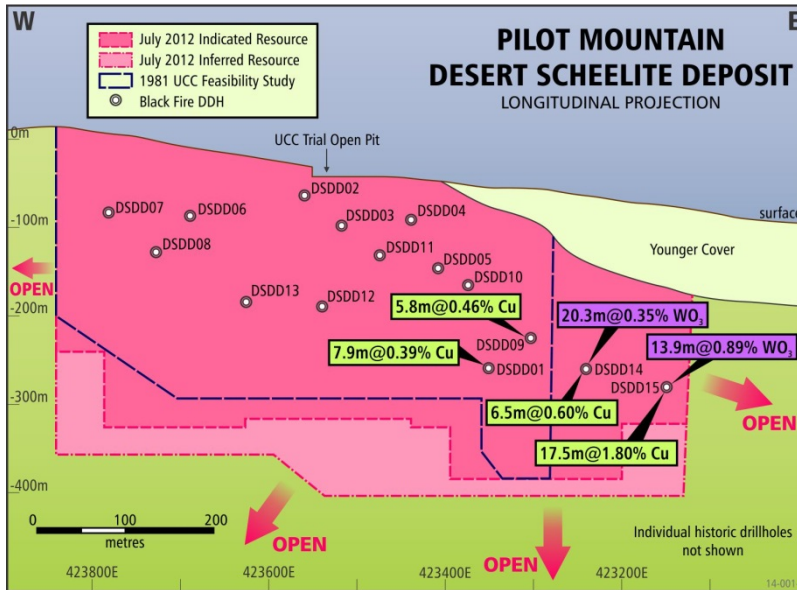 W
E
PILOT MOUNTAIN
DESERT SCHEELITE DEPOSIT
LONGITUDINAL PROJECTION
July 2012 Indicated Resource
July 2012 Inferred Resource
1981 UCC Feasibility Study
Black Fire DDH
UCC Trial Open Pit
0m
-100m
-200m
-300m
-400m
surface
Younger Cover
DSDD02
DSDD07
DSDD06
DSDD03
DSDD04
DSDD08
DSDD11
DSDD05
DSDD10
DSDD13
DSDD12
OPEN
5.8m@0.46% Cu
20.3m@0.35% WO₃
DSDD09
7.9m@0.39% Cu
13.9m@0.89% WO₃
DSDD01
DSDD14
DSDD15
6.5m@0.60% Cu
OPEN
17.5m@1.80% Cu
0 100 200
metres
OPEN
OPEN
Individual historic drillholes
not shown
423800E
423600E
423400E
423200E